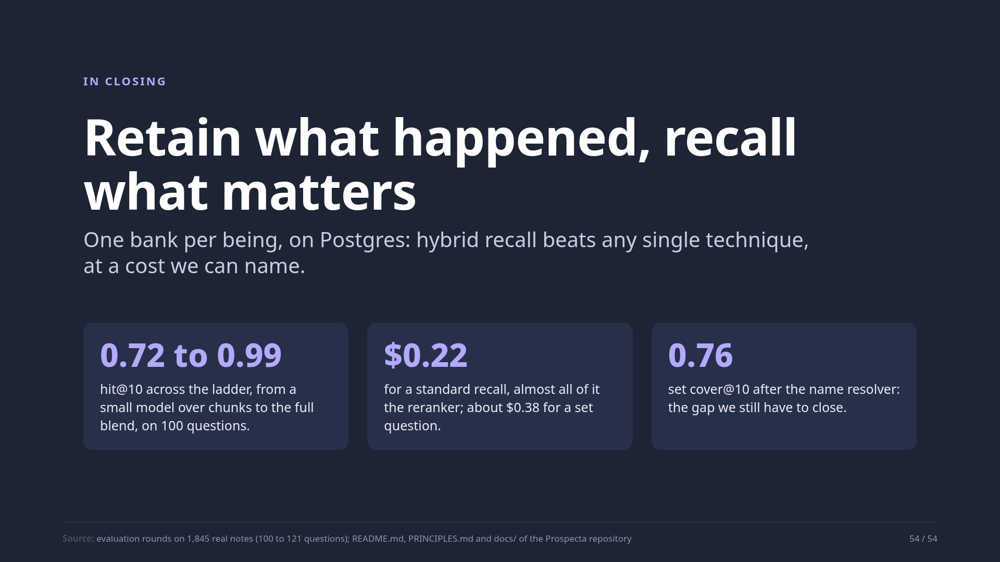 IN CLOSING
Retain what happened, recall
what matters
One bank per being, on Postgres: hybrid recall beats any single technique,
at a cost we can name.
0.72 to 0.99
hit@10 across the ladder, from a
small model over chunks to the full
blend, on 100 questions.
$0.22
for a standard recall, almost all of it
the reranker; about $0.38 for a set
question.
0.76
set cover@10 after the name resolver:
the gap we still have to close.
Source: evaluation rounds on 1,845 real notes (100 to 121 questions); README.md, PRINCIPLES.md and docs/ of the Prospecta repository
54 / 54